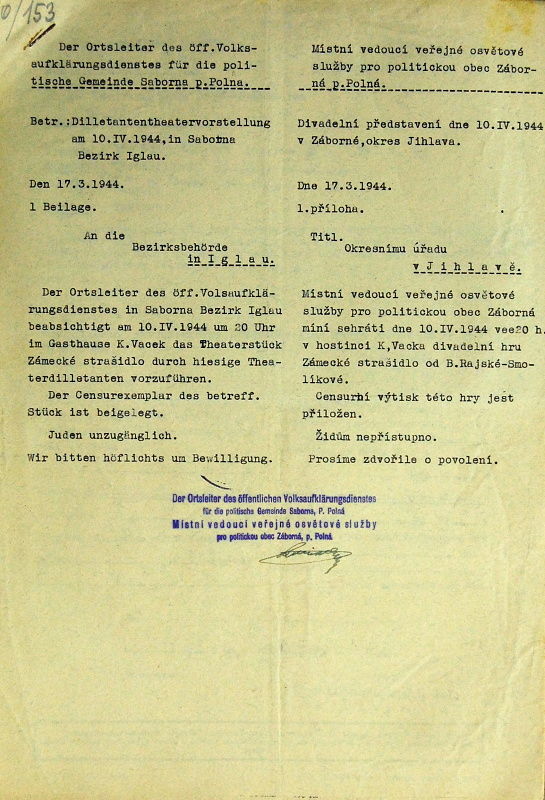 0/153
Der Ortsleiter des öff.Volks-
aufklärungsdienstes für die poli-
tische Gemeinde Saborna p.Polna.
Betr.:Dilletantentheatervorstellung
am 10.IV.1944,in Saborna
Bezirk Iglau.
Den 17.3.1944.
1 Beilage.
An die
Bezirksbehörde
in I g l a u.
Der Ortsleiter des öff.Volsaufklä-
rungsdienstes in Saborna Bezirk Iglau
beabsichtigt am 10.IV.1944 um 20 Uhr
im Gasthause K.Vacek das Theaterstück
Zámecké strašidlo durch hiesige Thea-
terdilletanten vorzuführen.
Der Censurexemplar des betreff.
Stück ist beigelegt.
Juden unzugänglich.
Wir bitten höflichts um Bewilligung.
Místní vedoucí veřejné osvětové
služby pro politickou obec Zábor-
ná p.Polná.
Divadelní představení dne 10.IV.1944
v Záborné,okres Jihlava.
Dne 17.3.1944.
1.příloha.
Titl.
Okresnímu úřadu
v J i h l a v ě.
Místní vedoucí veřejné osvětové
služby pro politickou obec Záborná
míní sehráti dne 10.IV.1944 vee20 h.
v hostinci K,Vacka divadelní hru
Zámecké strašidlo od B.Rajské-Smo-
líkové.
Censurní výtisk této hry jest
přiložen.
Židům nepřístupno.
Prosíme zdvořile o povolení.
Der Ortsleiter des öffentlichen Volksaufklärungsdienstes
für die politische Gemeinde Saborna, P. Polná
Místní vedoucí veřejné osvětové služby
pro politickou obec Záborná, p. Polná